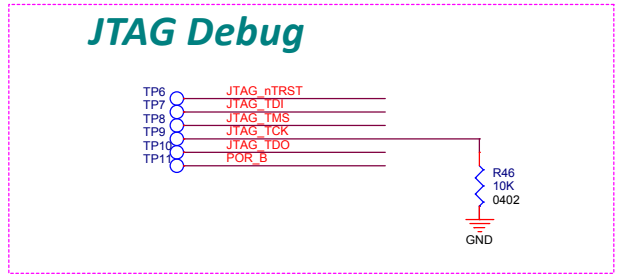 JTAG Debug
TP6 JTAG_nTRST
TP7 JTAG_TDI
TP8 JTAG_TMS
TP9 JTAG_TCK
TP10 JTAG_TDO
TP11 POR_B
R46
10K
0402
GND